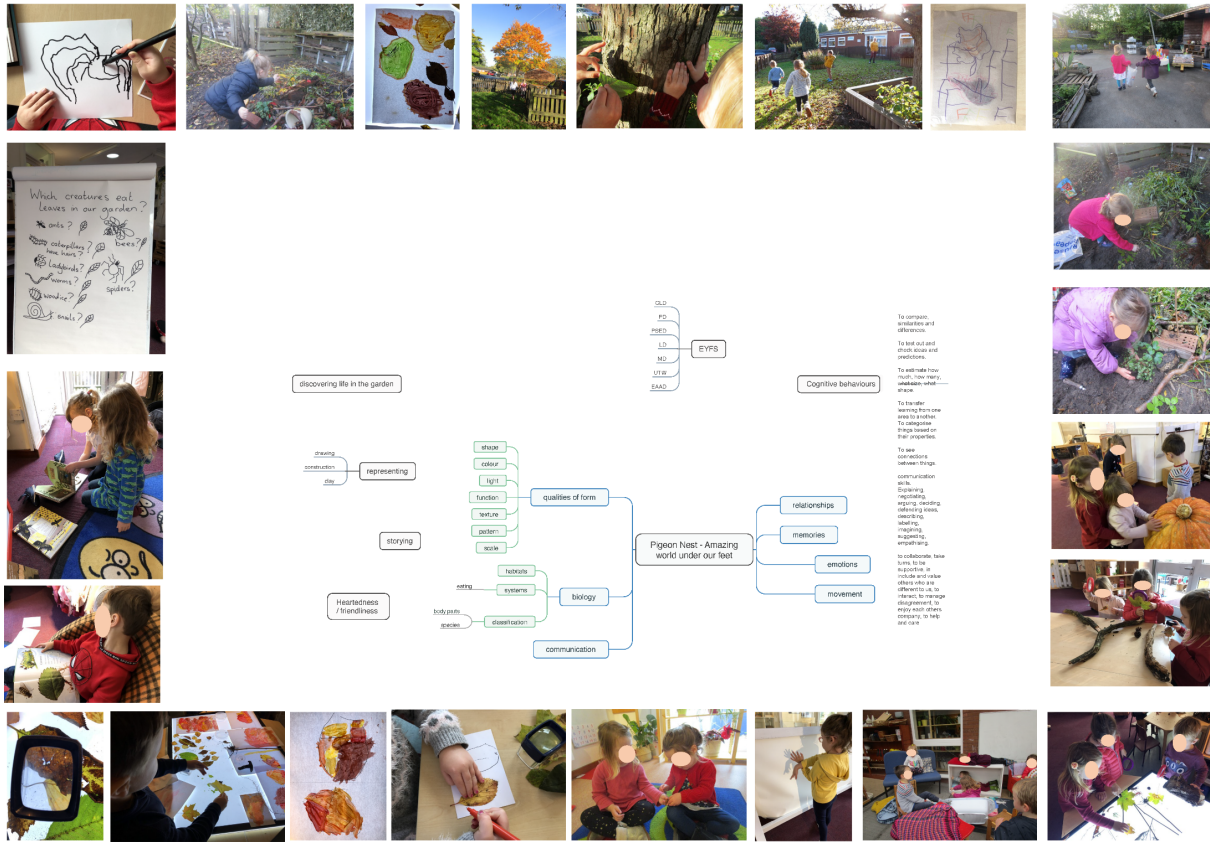 Which creatures eat
leaves in our garden?
ants?
bees?
caterpillars?
have hairs?
Ladybirds?
worms?
spiders?
woodlice?
snails?
CLD
PD
PSED
LD
MD
UTW
EAAD
EYFS
discovering life in the garden
Cognitive behaviours
To compare,
similarities and
differences.
To test out and
check ideas and
predictions.
To estimate how
much, how many,
what size, what
shape.
To transfer
learning from one
area to another.
To categorise
things based on
their properties.
To see
connections
between things.
communication
skills.
Explaining
negotiating,
arguing, deciding,
defending ideas,
describing,
labelling,
imagining,
suggesting,
empathising.
to collaborate, take
turns, to be
supportive, in
include and value
others who are
different to us, to
interact, to manage
disagreement, to
enjoy each others
company, to help
and care
drawing
construction
clay
representing
storying
Heartedness
/ friendliness
shape
colour
light
function
texture
pattern
scale
qualities of form
habitats
eating
systems
body parts
species
classification
biology
communication
Pigeon Nest - Amazing
world under our feet
relationships
memories
emotions
movement